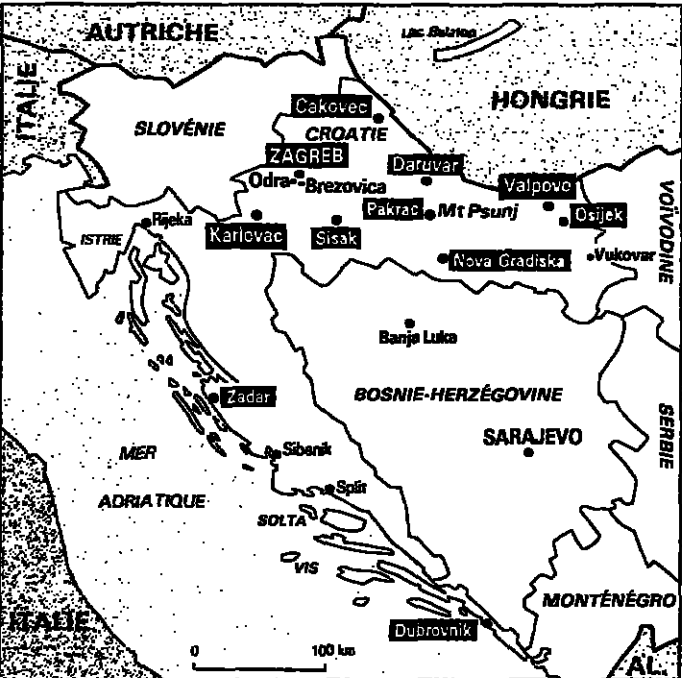 AUTRICHE
Lac Balaton
ITALIE
HONGRIE
Cakovec
SLOVÉNIE
CROATIE
ZAGREB
Daruvar
Odra
Brezovica
Valpovo
VOÏVODINE
Pakrac
Mt Psunj
Osijek
Rijeka
Karlovac
Sisak
ISTRIE
Nova Gradiska
Vukovar
Banja Luka
BOSNIE-HERZÉGOVINE
Zadar
SERBIE
SARAJEVO
MER
ADRIATIQUE
Sibenik
Split
SOLTA
VIS
MONTÉNÉGRO
ITALIE
Dubrovnik
0 100 km
AL.